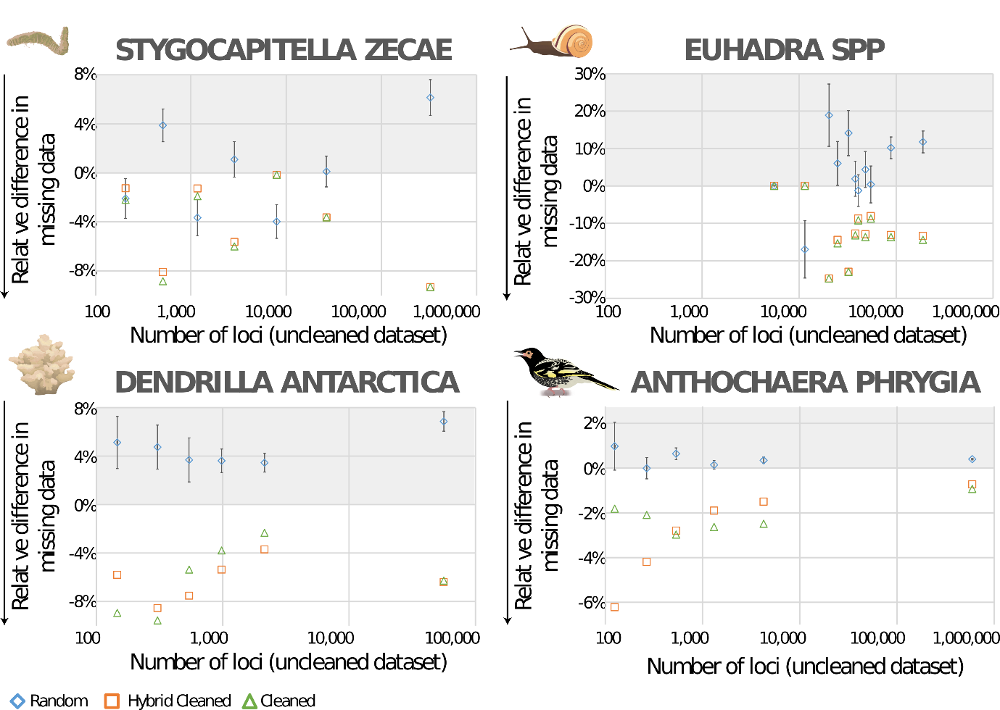 STYGOCAPITELLA ZECAE
8%
4%
0%
-4%
-8%
100 1,000 10,000 100,000 1,000,000
Number of loci (uncleaned dataset)
Relat ve difference in
missing data
EUHADRA SPP
30%
20%
10%
0%
-10%
-20%
-30%
100 1,000 10,000 100,000 1,000,000
Number of loci (uncleaned dataset)
Relat ve difference in
missing data
DENDRILLA ANTARCTICA
8%
4%
0%
-4%
-8%
100 1,000 10,000 100,000
Number of loci (uncleaned dataset)
Relat ve difference in
missing data
ANTHOCHAERA PHRYGIA
2%
0%
-2%
-4%
-6%
100 1,000 10,000 100,000 1,000,000
Number of loci (uncleaned dataset)
Relat ve difference in
missing data
Random Hybrid Cleaned Cleaned